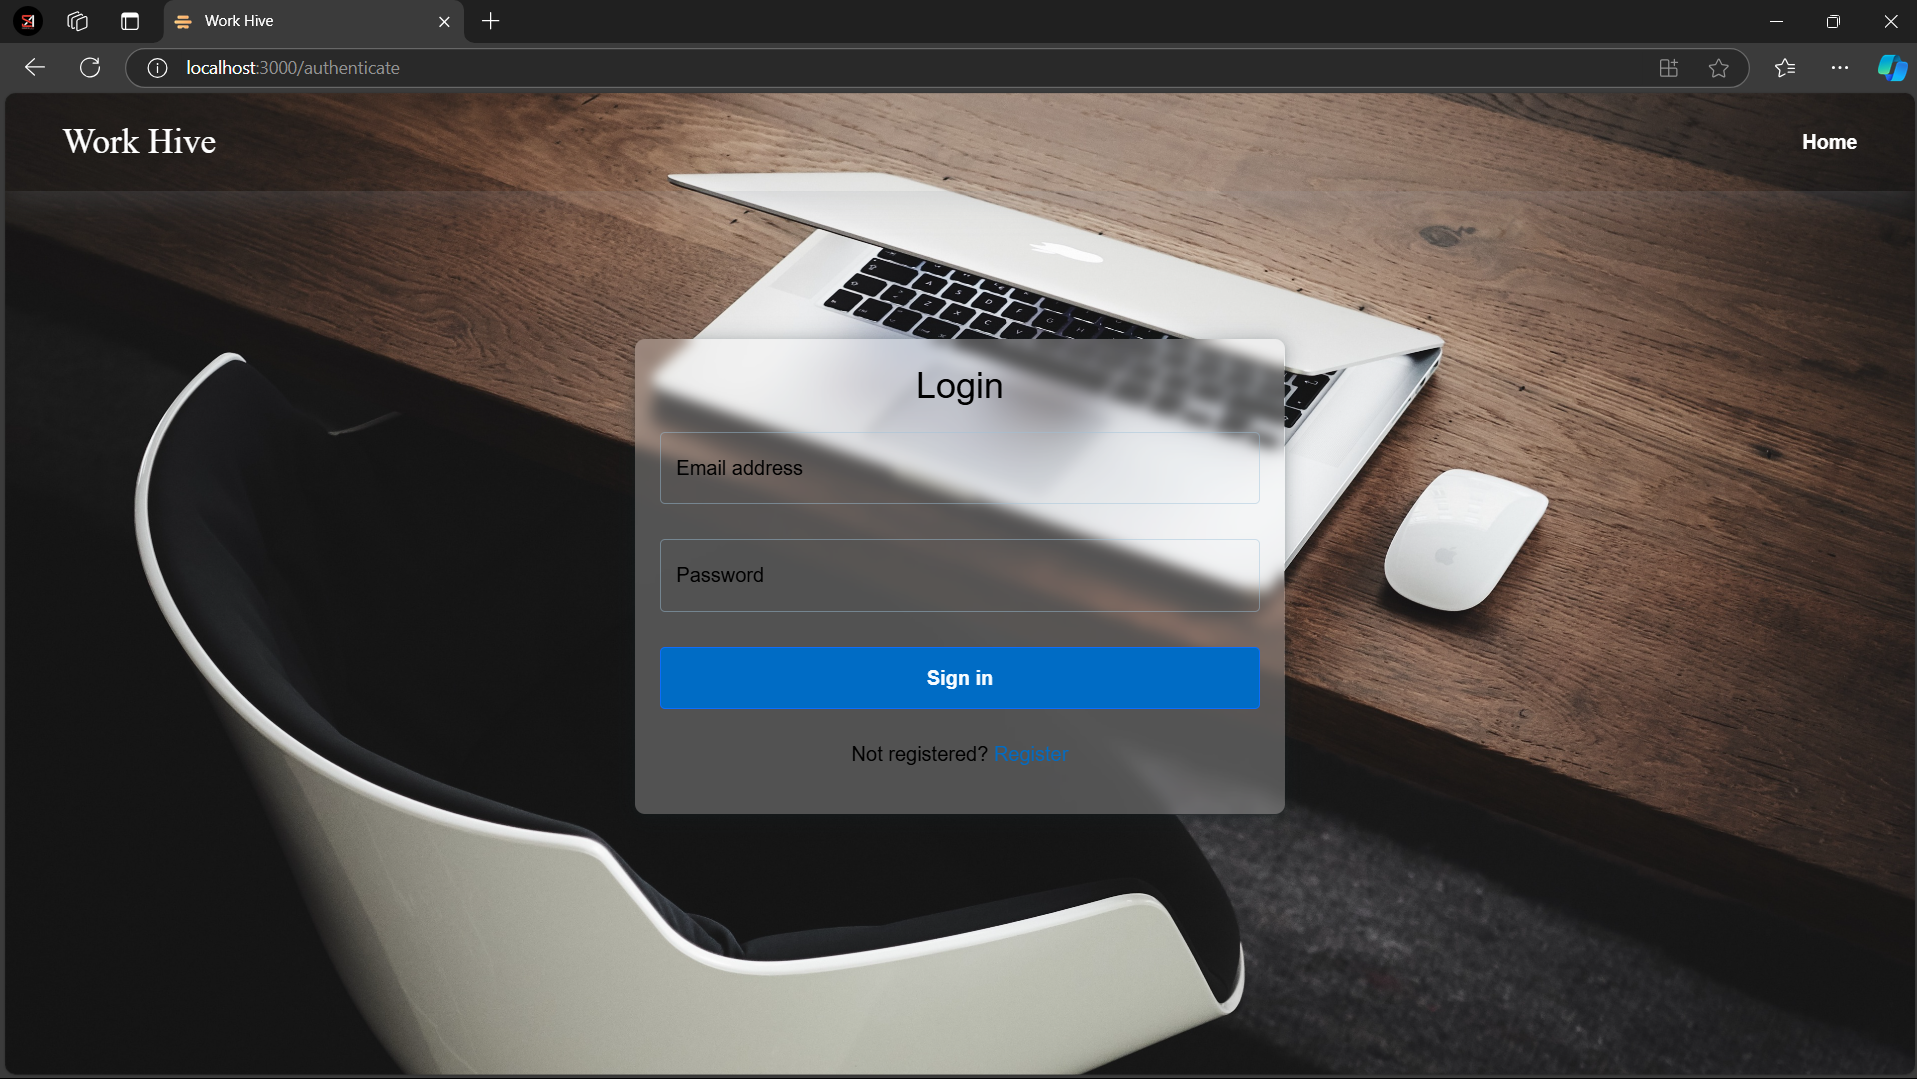 Work Hive
localhost:3000/authenticate
Work Hive
Home
Login
Email address
Password
Sign in
Not registered? Register